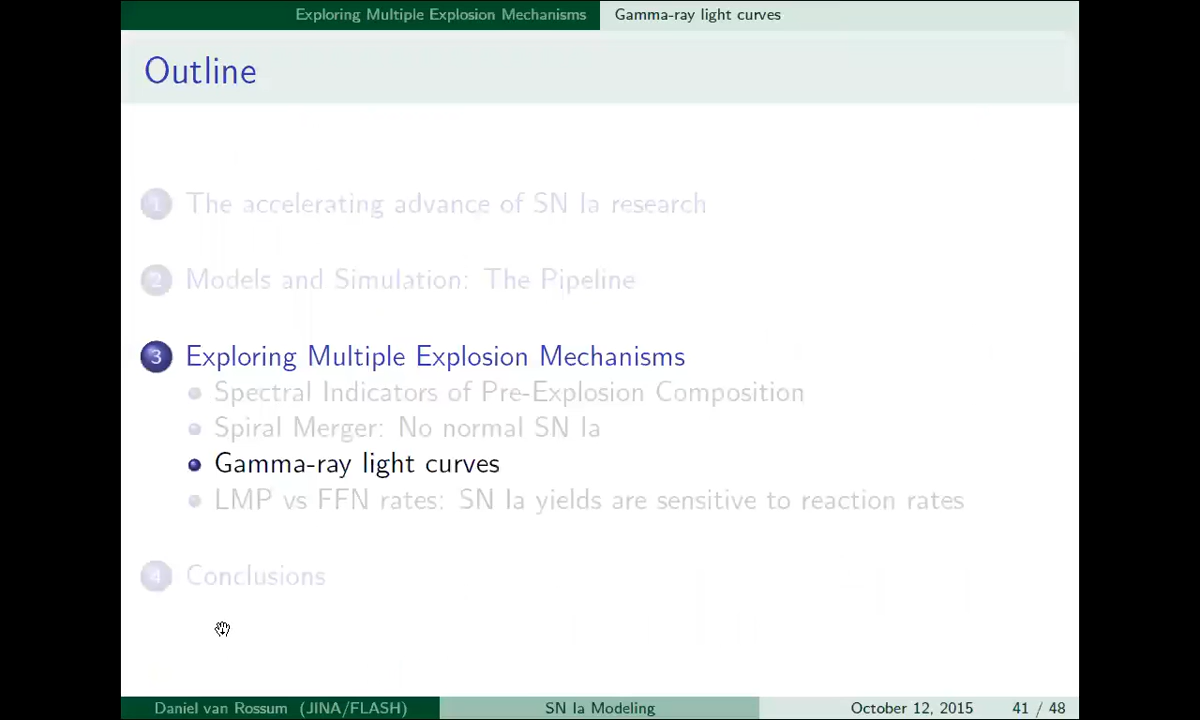 Exploring Multiple Explosion Mechanisms Gamma-ray light curves
Outline
1 The accelerating advance of SN Ia research
2 Models and Simulation: The Pipeline
3 Exploring Multiple Explosion Mechanisms
Spectral Indicators of Pre-Explosion Composition
Spiral Merger: No normal SN Ia
Gamma-ray light curves
LMP vs FFN rates: SN Ia yields are sensitive to reaction rates
4 Conclusions
Daniel van Rossum (JINA/FLASH) SN Ia Modeling October 12, 2015 41 / 48